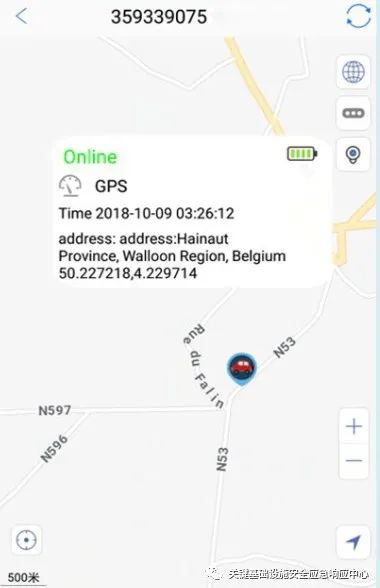 359339075
Online
GPS
Time 2018-10-09 03:26:12
address: address:Hainaut
Province, Walloon Region, Belgium
50.227218,4.229714
Rue du Falin
N53
N597
N596
N53
500米
关键基础设施安全应急响应中心